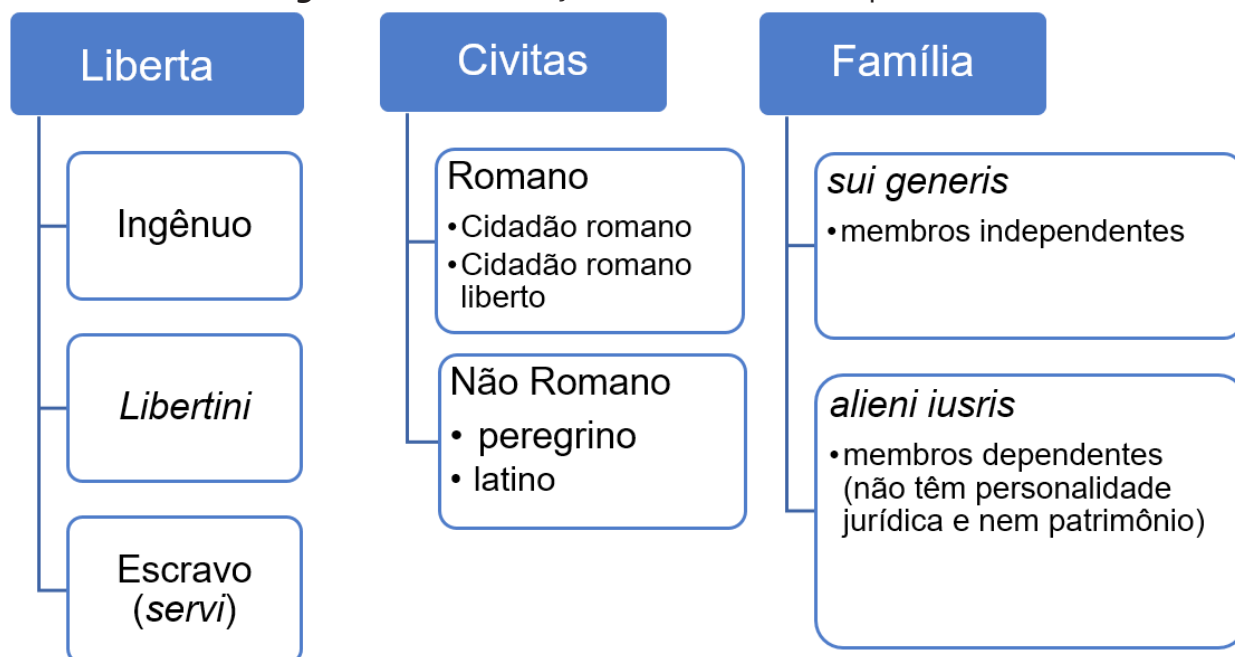 Liberta
Ingênuo
Libertini
Escravo
(servi)
Civitas
Romano
•Cidadão romano
•Cidadão romano
liberto
Não Romano
• peregrino
• latino
Família
sui generis
•membros independentes
alieni iusris
•membros dependentes
(não têm personalidade
jurídica e nem patrimônio)